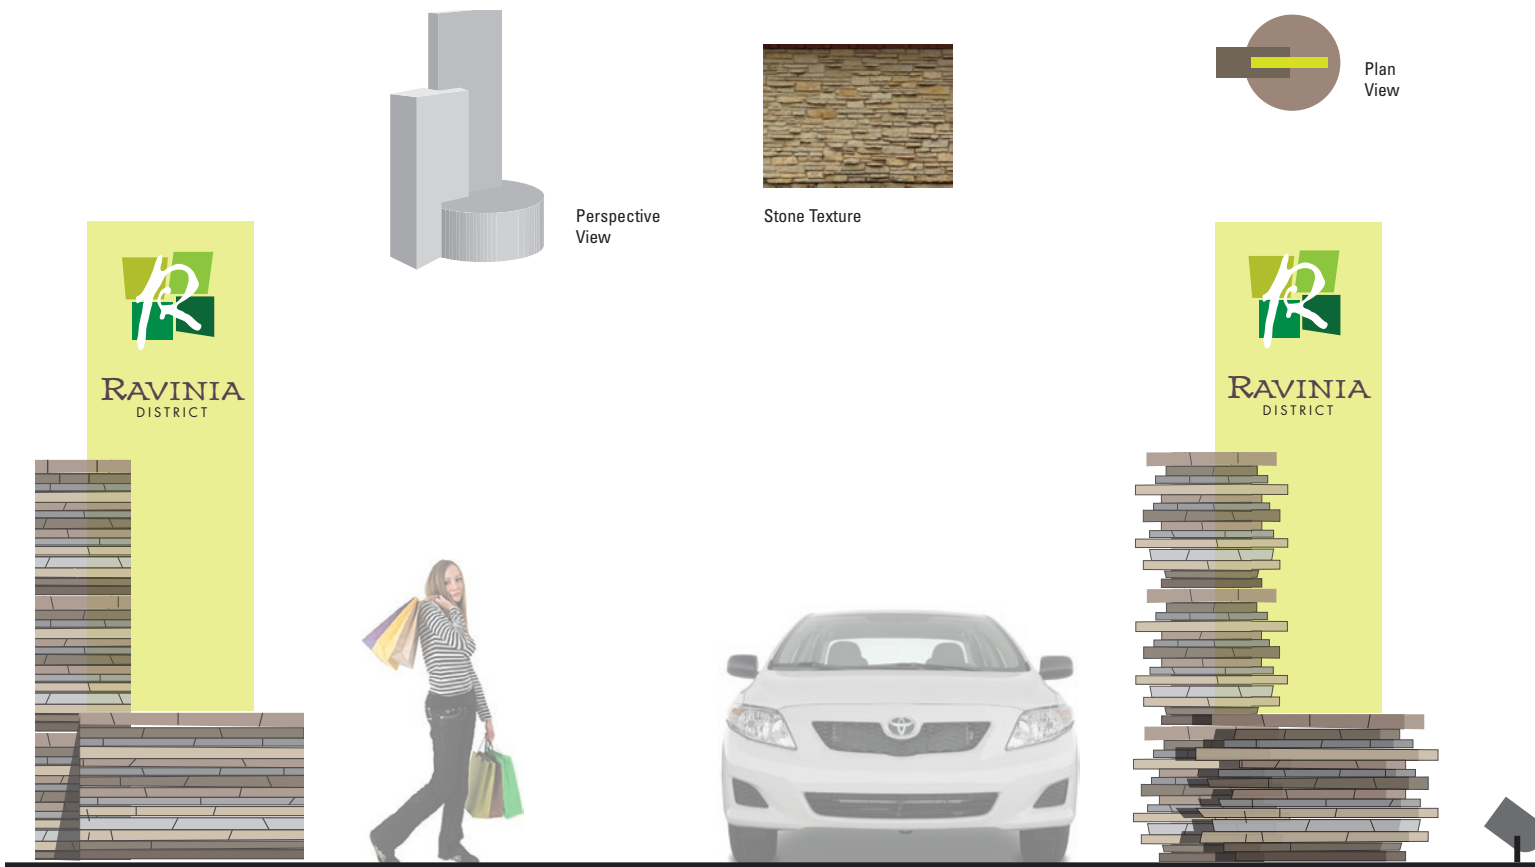 Plan
View
Perspective
View
Stone Texture
R
RAVINIA
DISTRICT
R
RAVINIA
DISTRICT